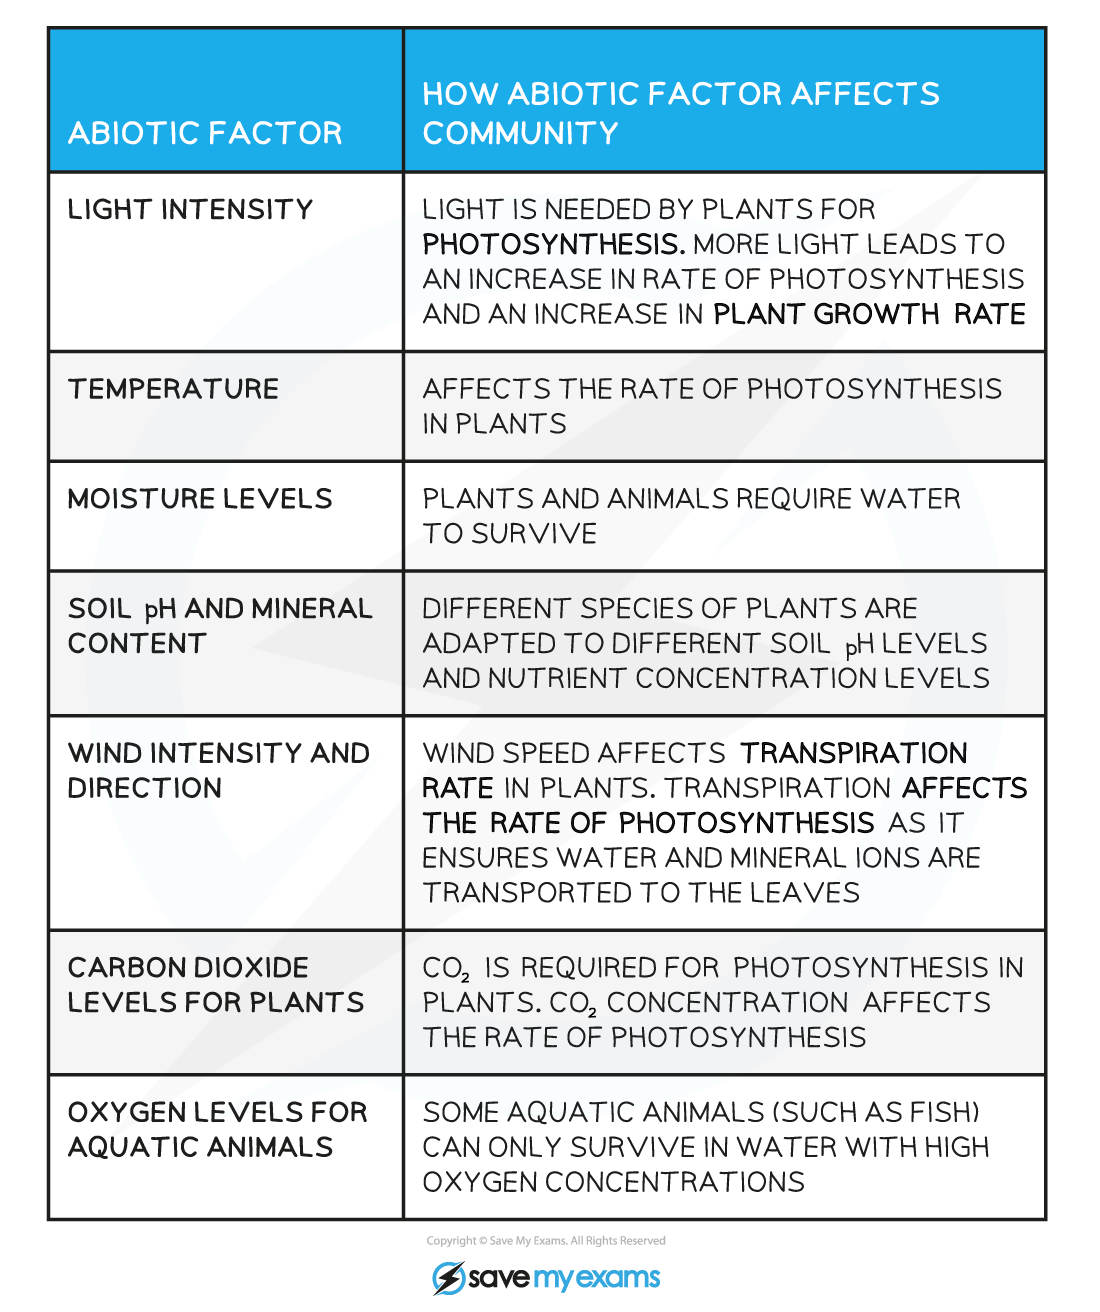 ABIOTIC FACTOR
HOW ABIOTIC FACTOR AFFECTS
COMMUNITY
LIGHT INTENSITY
LIGHT IS NEEDED BY PLANTS FOR
PHOTOSYNTHESIS. MORE LIGHT LEADS TO
AN INCREASE IN RATE OF PHOTOSYNTHESIS
AND AN INCREASE IN PLANT GROWTH RATE
TEMPERATURE
AFFECTS THE RATE OF PHOTOSYNTHESIS
IN PLANTS
MOISTURE LEVELS
PLANTS AND ANIMALS REQUIRE WATER
TO SURVIVE
SOIL pH AND MINERAL
CONTENT
DIFFERENT SPECIES OF PLANTS ARE
ADAPTED TO DIFFERENT SOIL pH LEVELS
AND NUTRIENT CONCENTRATION LEVELS
WIND INTENSITY AND
DIRECTION
WIND SPEED AFFECTS TRANSPIRATION
RATE IN PLANTS. TRANSPIRATION AFFECTS
THE RATE OF PHOTOSYNTHESIS AS IT
ENSURES WATER AND MINERAL IONS ARE
TRANSPORTED TO THE LEAVES
CARBON DIOXIDE
LEVELS FOR PLANTS
CO₂ IS REQUIRED FOR PHOTOSYNTHESIS IN
PLANTS. CO₂ CONCENTRATION AFFECTS
THE RATE OF PHOTOSYNTHESIS
OXYGEN LEVELS FOR
AQUATIC ANIMALS
SOME AQUATIC ANIMALS (SUCH AS FISH)
CAN ONLY SURVIVE IN WATER WITH HIGH
OXYGEN CONCENTRATIONS
Copyright © Save My Exams. All Rights Reserved
savemyexams